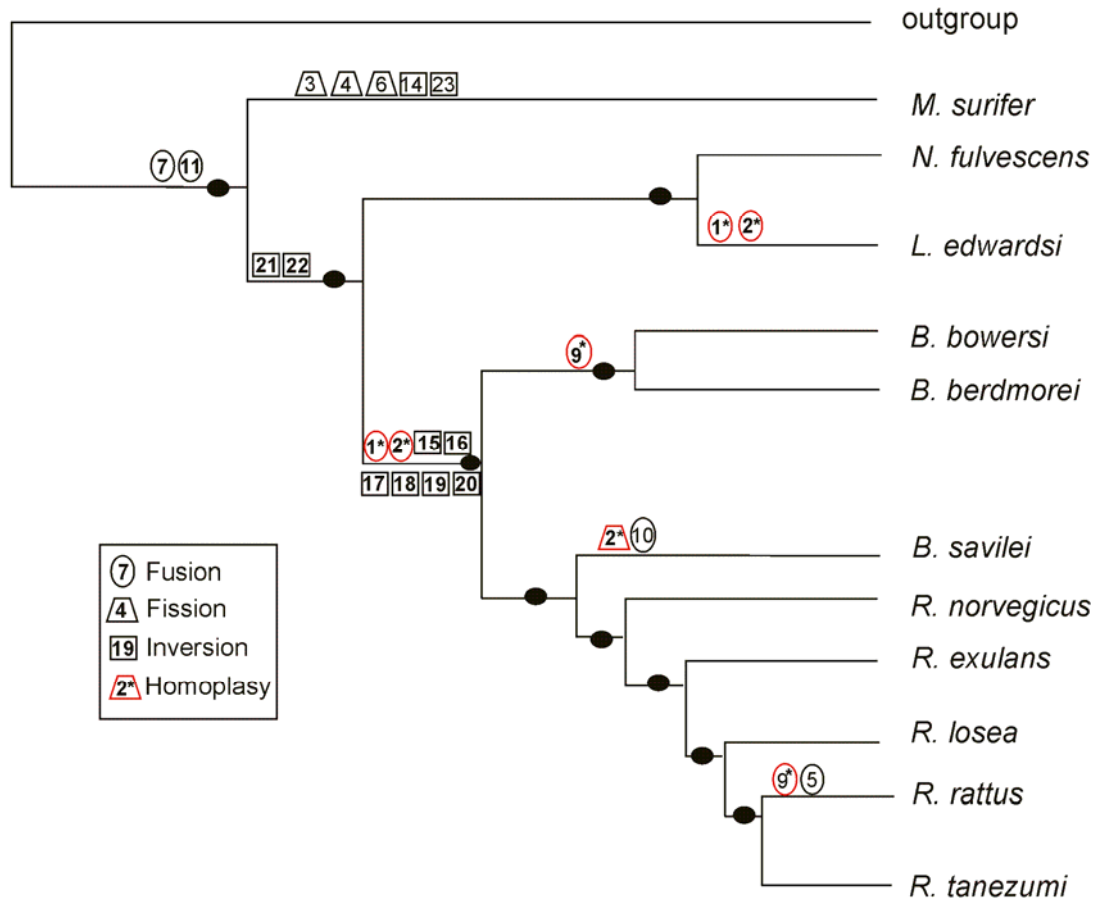 outgroup
3 4 6 14 23
M. surifer
7 11
N. fulvescens
1* 2*
L. edwardsi
21 22
B. bowersi
9*
B. berdmorei
1* 2* 15 16
17 18 19 20
2* 10
B. savilei
7 Fusion
4 Fission
19 Inversion
2* Homoplasy
R. norvegicus
R. exulans
R. losea
9* 5
R. rattus
R. tanezumi